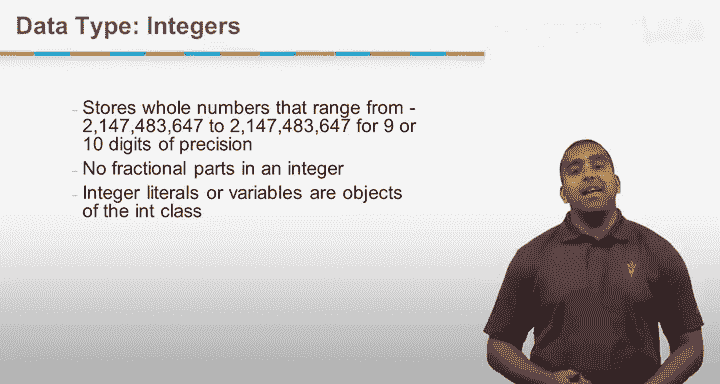 Data Type: Integers
– Stores whole numbers that range from -
2,147,483,647 to 2,147,483,647 for 9 or
10 digits of precision
– No fractional parts in an integer
– Integer literals or variables are objects
of the int class